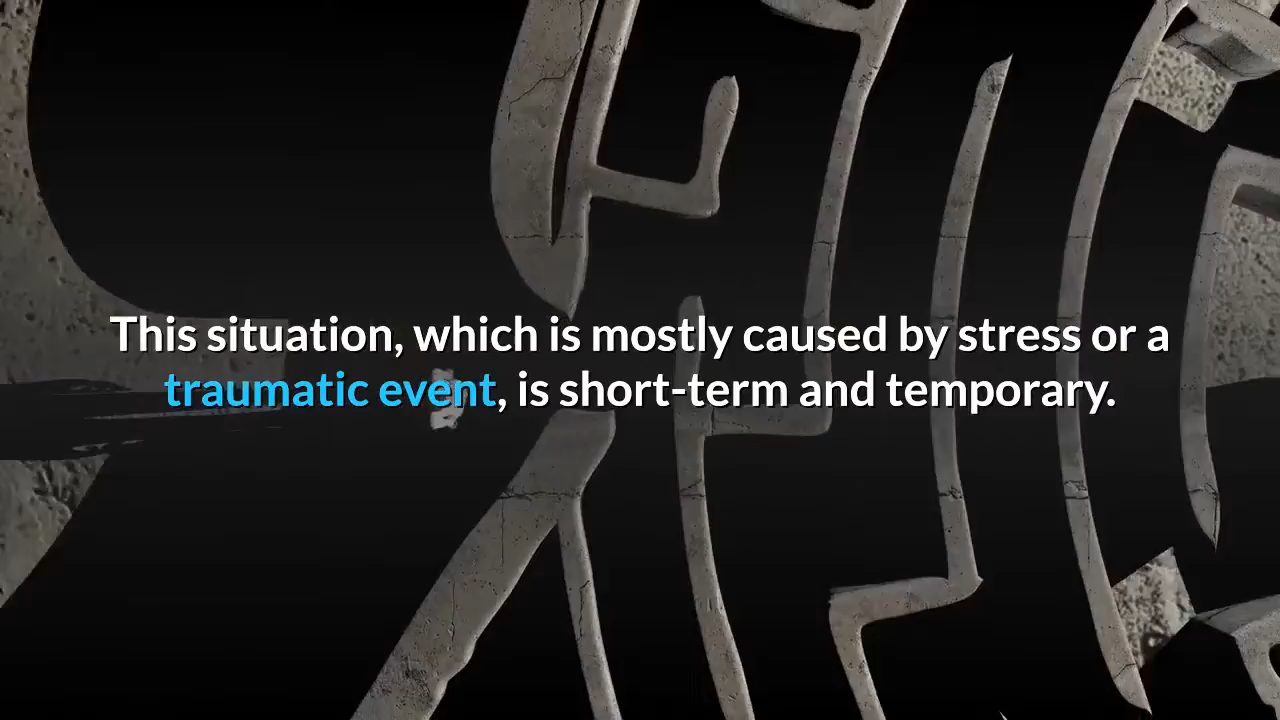 This situation, which is mostly caused by stress or a
traumatic event, is short-term and temporary.